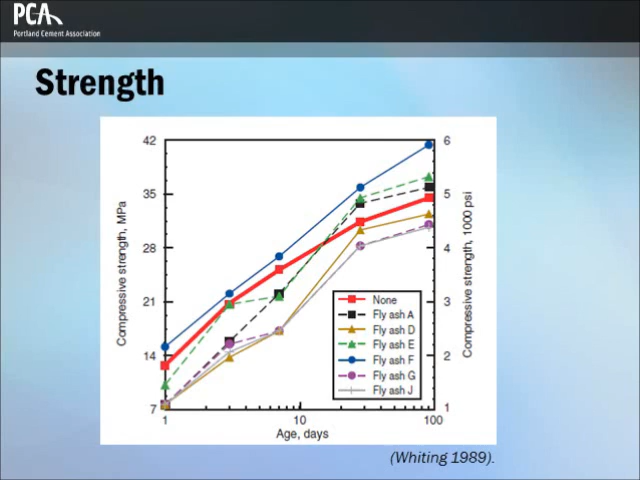 PCA
Portland Cement Association
Strength
42
35
28
21
14
7
6
5
4
3
2
1
Compressive strength, MPa
Compressive strength, 1000 psi
None
Fly ash A
Fly ash D
Fly ash E
Fly ash F
Fly ash G
Fly ash J
1
10
100
Age, days
(Whiting 1989).